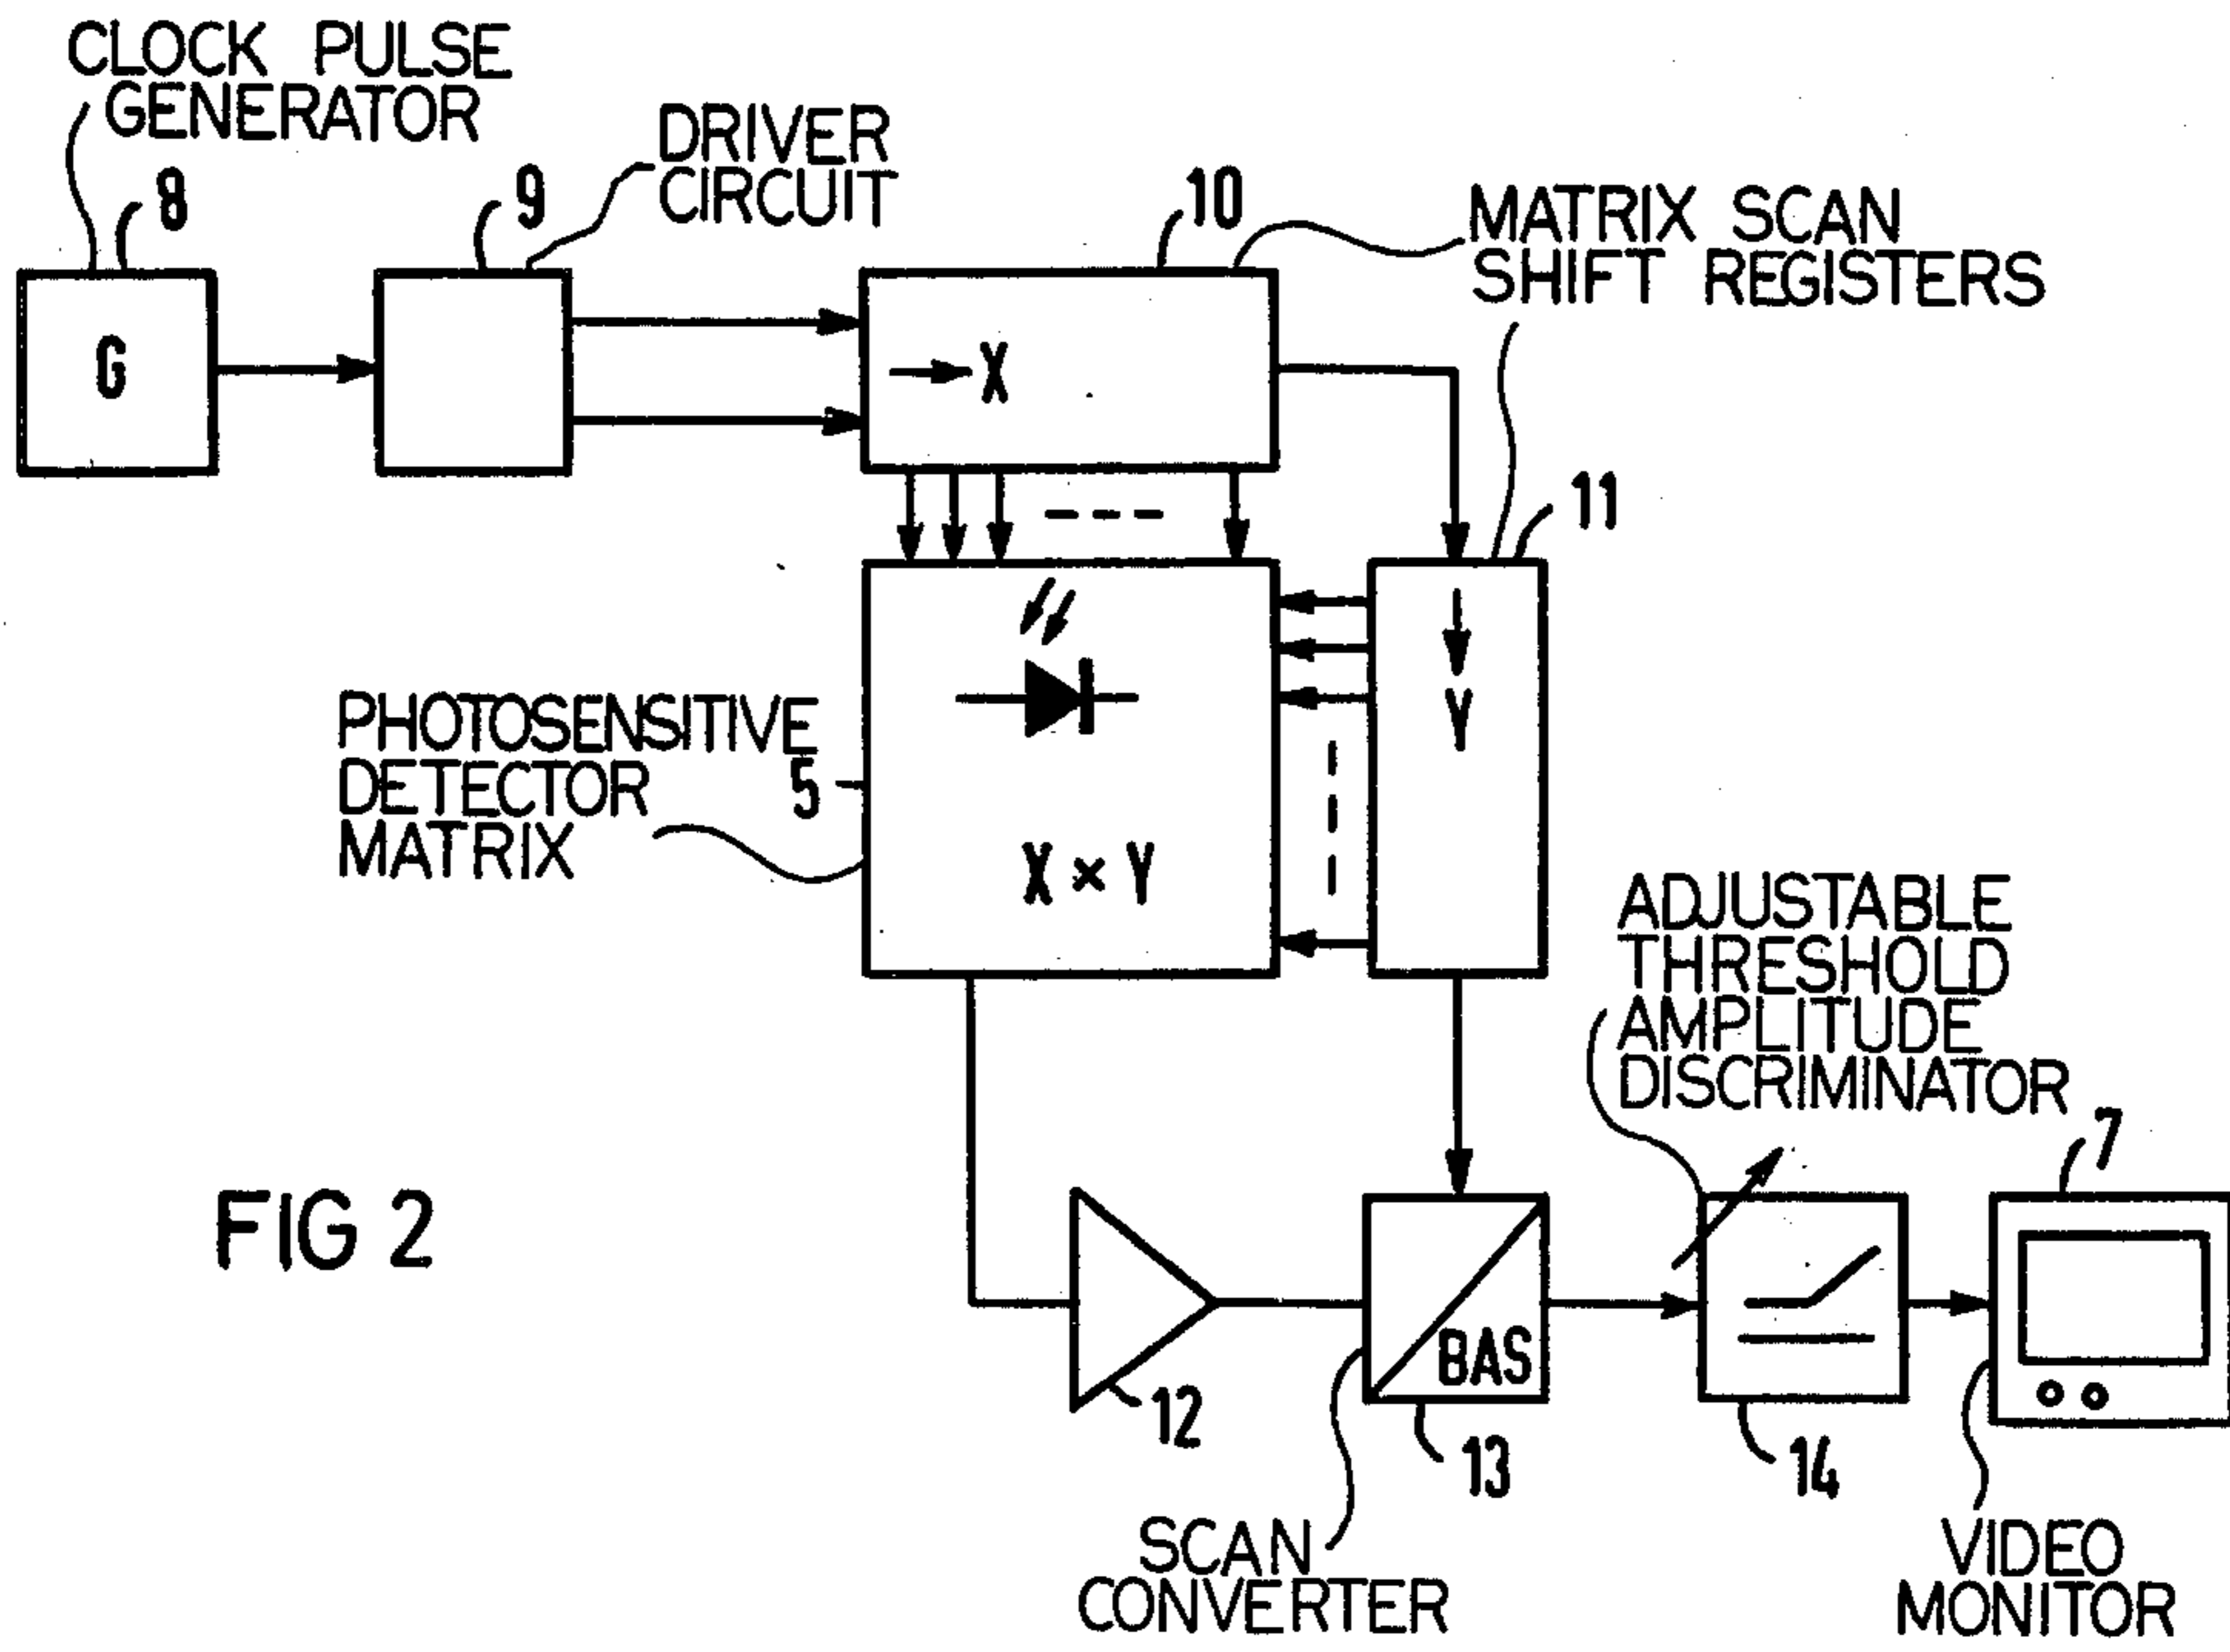 CLOCK PULSE
GENERATOR
8
9
DRIVER
CIRCUIT
10
MATRIX SCAN
SHIFT REGISTERS
G
X
11
Y
PHOTOSENSITIVE
DETECTOR
MATRIX
5
X × Y
ADJUSTABLE
THRESHOLD
AMPLITUDE
DISCRIMINATOR
7
FIG 2
BAS
12
13
14
SCAN
CONVERTER
VIDEO
MONITOR